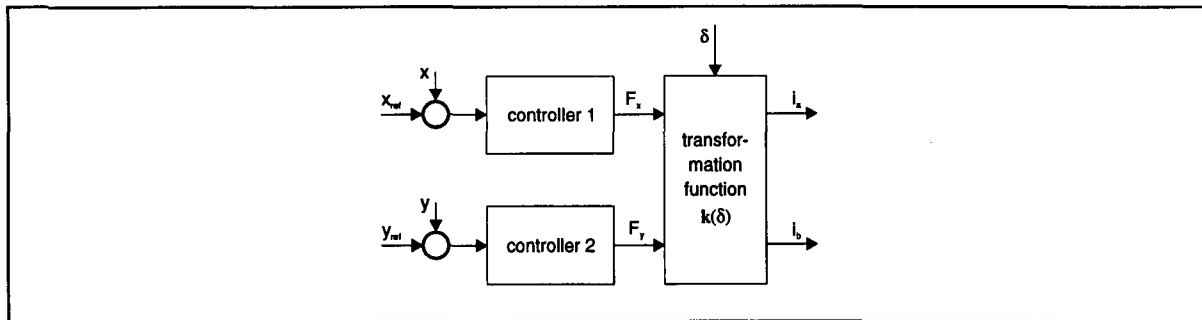 δ
x
x_ref
controller 1
F_x
i_a
transfor-
mation
function
k(δ)
y
y_ref
controller 2
F_y
i_b